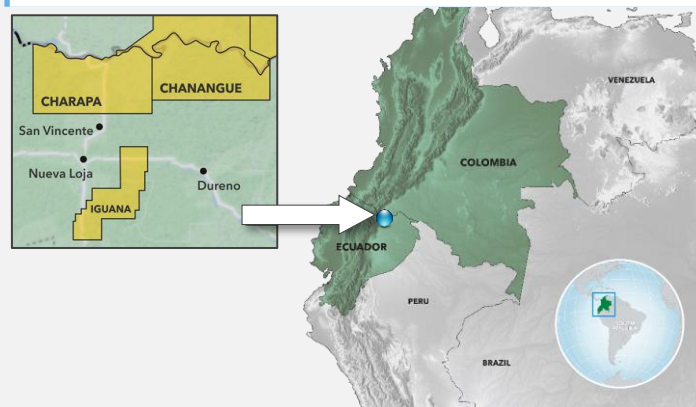 CHARAPA
CHANANGUE
San Vincente
Nueva Loja
Dureno
IGUANA
VENEZUELA
COLOMBIA
ECUADOR
PERU
BRAZIL